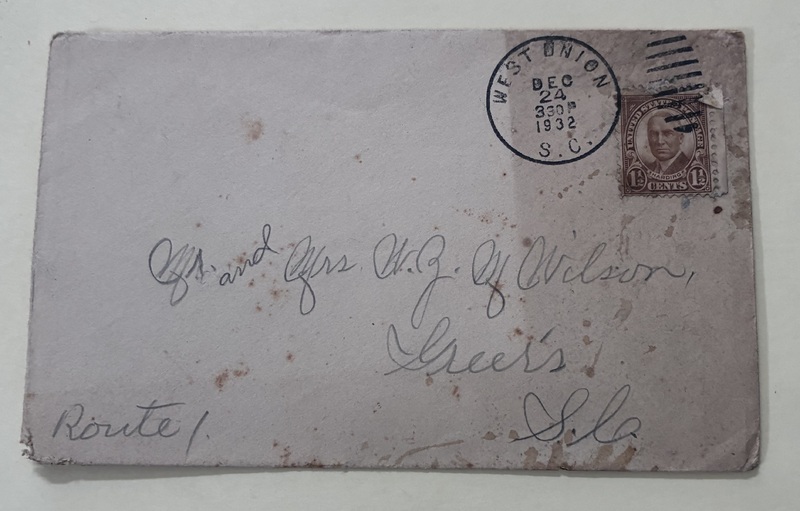 WEST UNION
DEC
24
330P
1932
S. C.
UNITED STATES POSTAGE
HARDING
1½ CENTS 1½
Mr. and Mrs. W. Z. M Wilson,
Greer's
S. C.
Route 1.